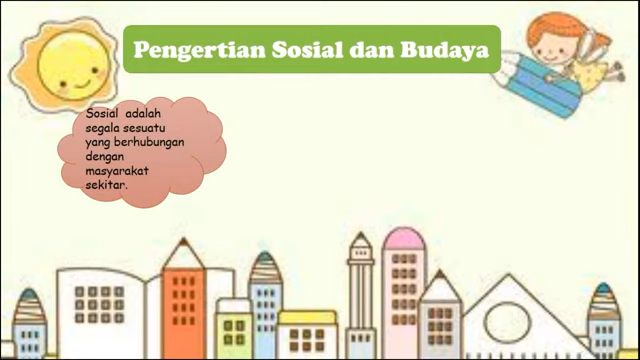 Pengertian Sosial dan Budaya
Sosial adalah
segala sesuatu
yang berhubungan
dengan
masyarakat
sekitar.